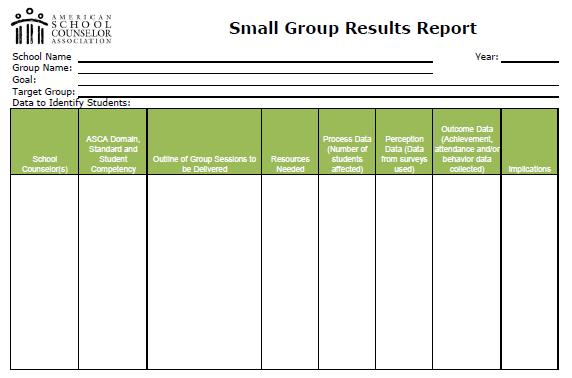 AMERICAN
SCHOOL
COUNSELOR
ASSOCIATION
Small Group Results Report
School Name
Year:
Group Name:
Goal:
Target Group:
Data to Identify Students:
School
Counselor(s)
ASCA Domain,
Standard and
Student
Competency
Outline of Group Sessions to
be Delivered
Resources
Needed
Process Data
(Number of
students
affected)
Perception
Data (Data
from surveys
used)
Outcome Data
(Achievement,
attendance and/or
behavior data
collected)
Implications